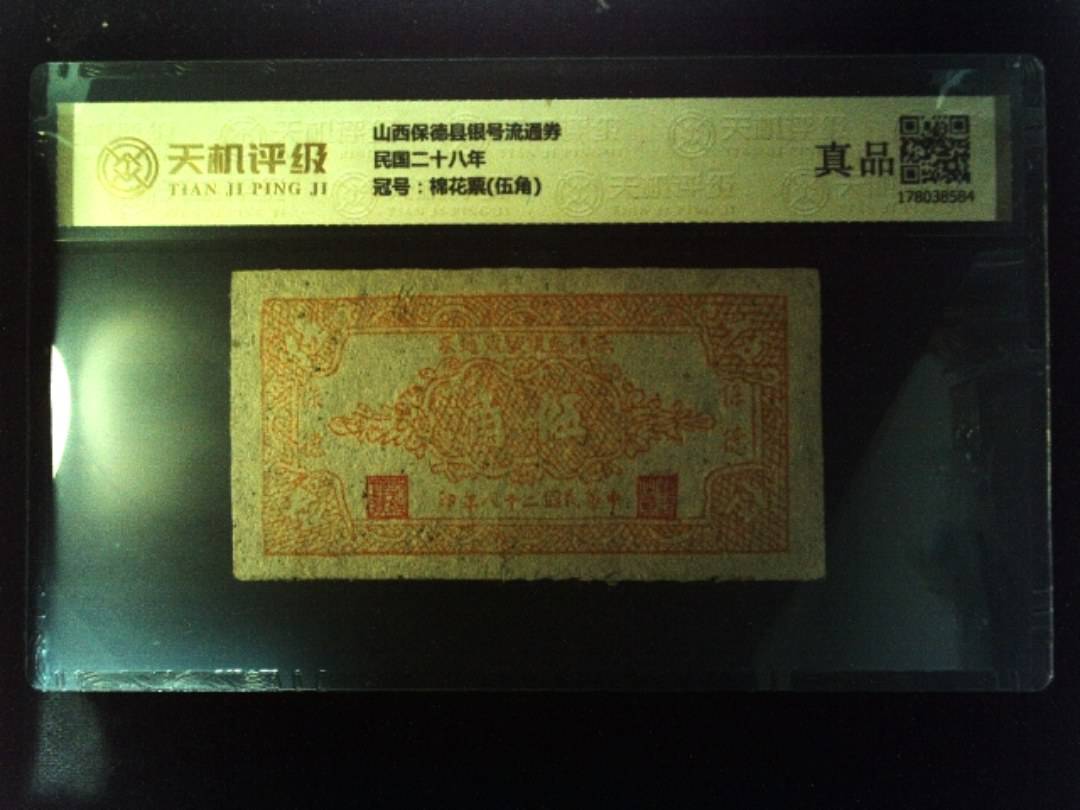 天机评级
TIAN JI PING JI
山西保德县银号流通券
民国二十八年
冠号：棉花票(伍角)
真品
178038584
伍角
中华民国二十八年印